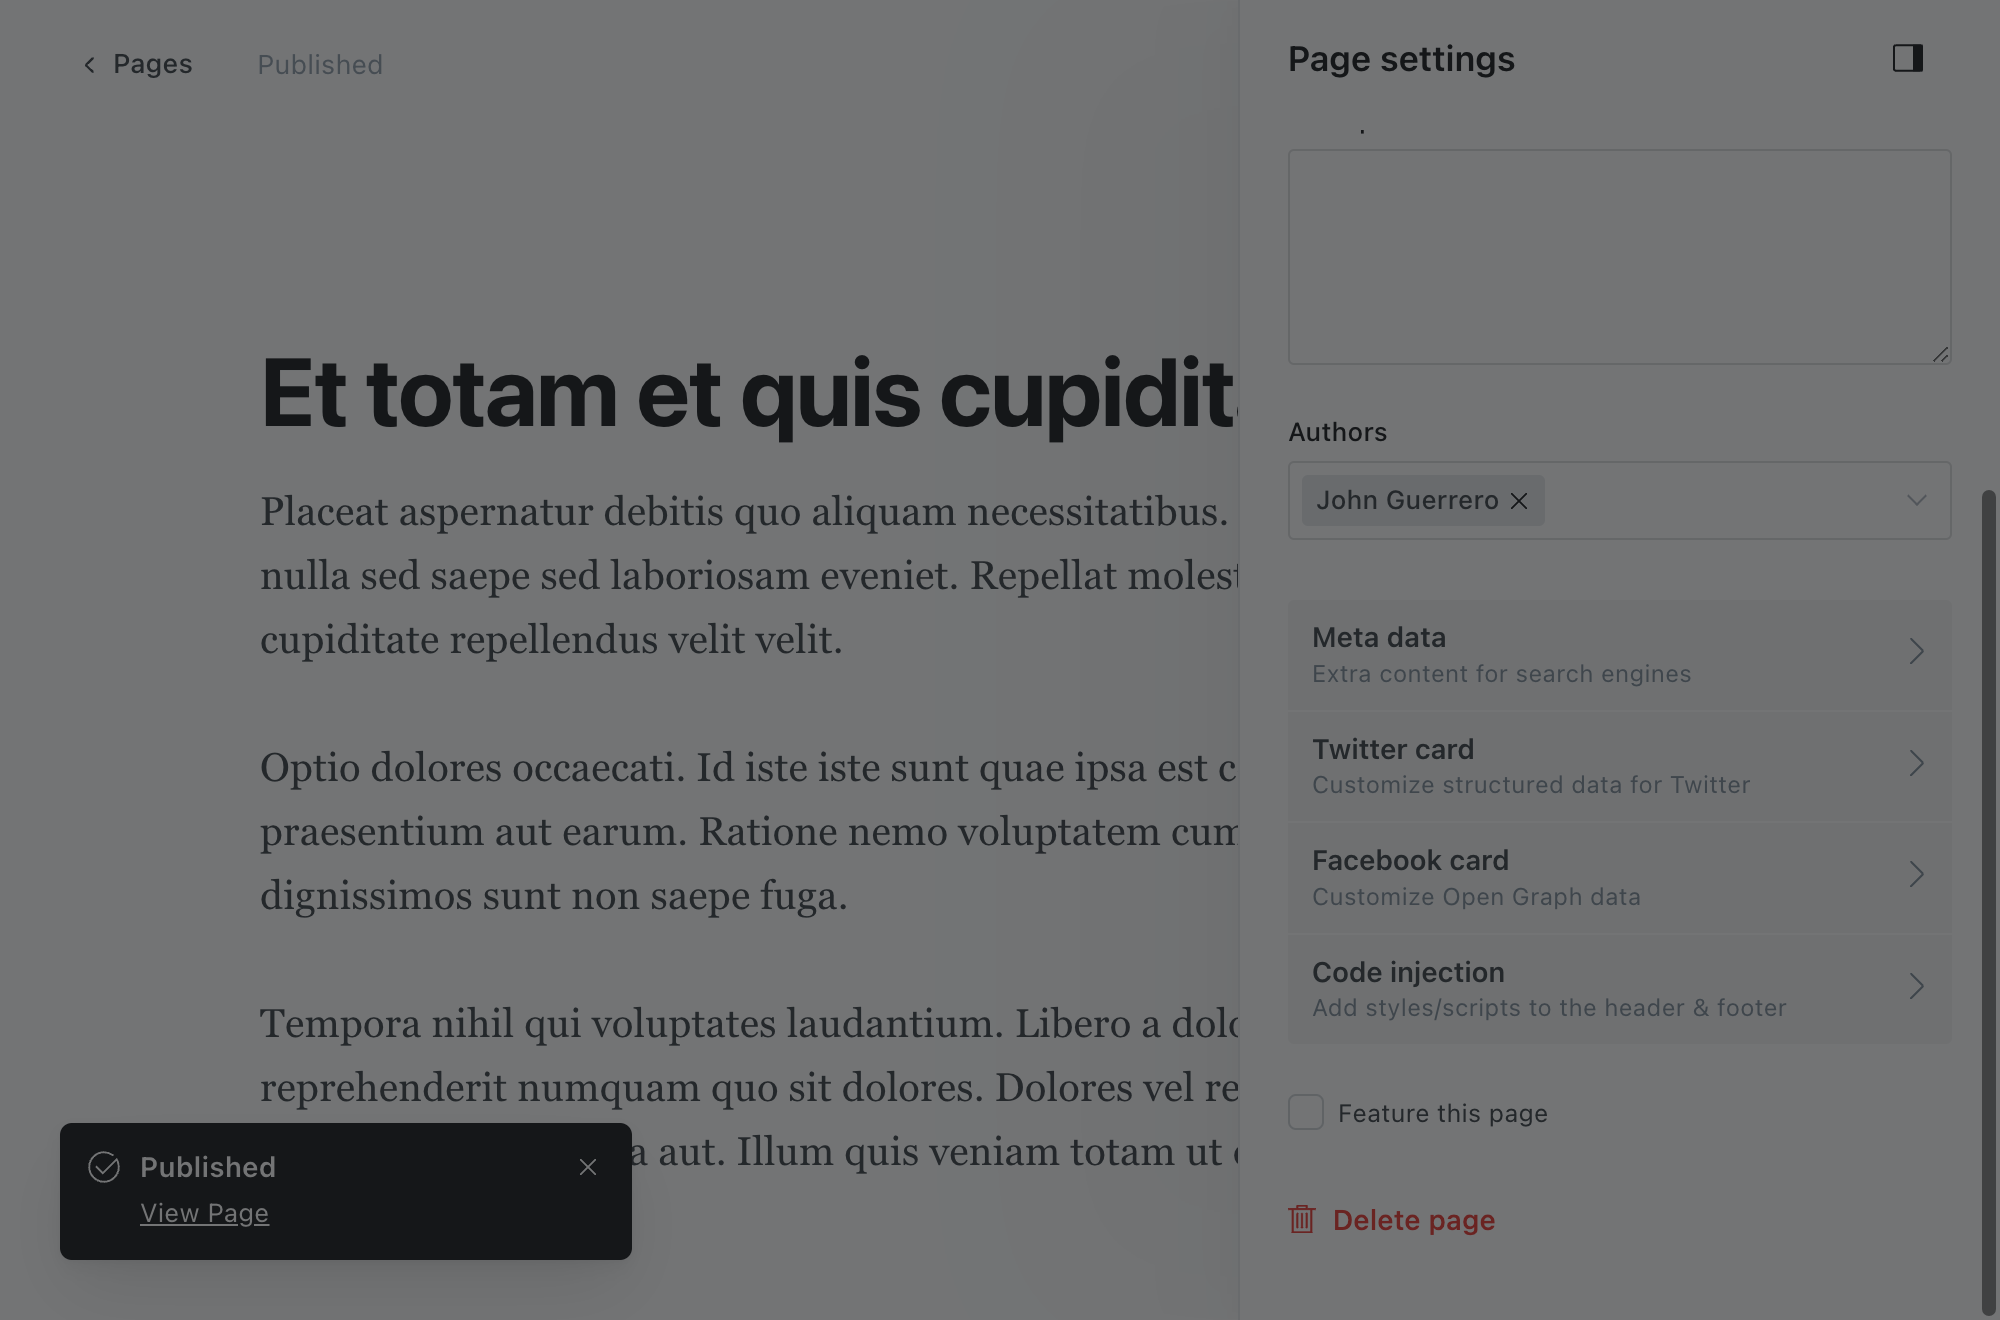 Pages
Published
Page settings
Et totam et quis cupidit
Placeat aspernatur debitis quo aliquam necessitatibus.
nulla sed saepe sed laboriosam eveniet. Repellat molest
cupiditate repellendus velit velit.
Optio dolores occaecati. Id iste iste sunt quae ipsa est c
praesentium aut earum. Ratione nemo voluptatem cum
dignissimos sunt non saepe fuga.
Tempora nihil qui voluptates laudantium. Libero a dolo
reprehenderit numquam quo sit dolores. Dolores vel re
a aut. Illum quis veniam totam ut
Published
View Page
Authors
John Guerrero
Meta data
Extra content for search engines
Twitter card
Customize structured data for Twitter
Facebook card
Customize Open Graph data
Code injection
Add styles/scripts to the header & footer
Feature this page
Delete page